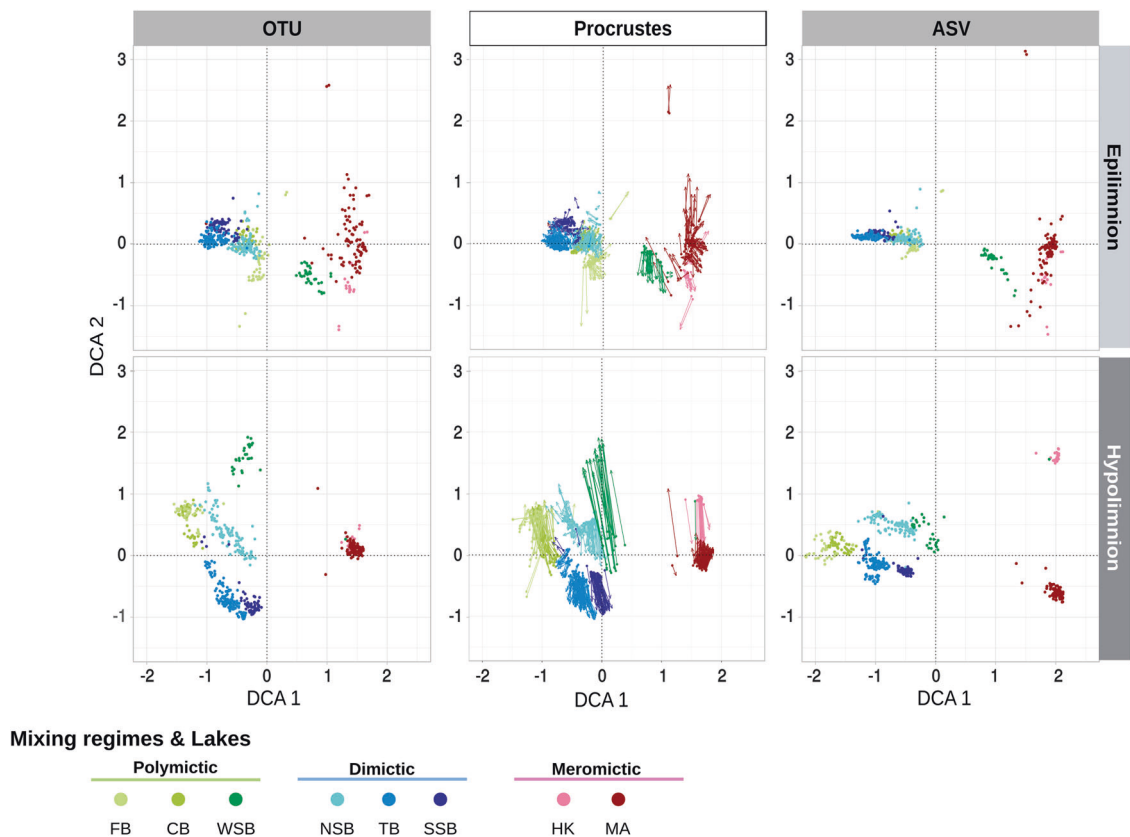 OTU Procrustes ASV
3 3 3
2 2 2
1 1 1
0 0 0
-1 -1 -1
Epilimnion
DCA 2
3 3 3
2 2 2
1 1 1
0 0 0
-1 -1 -1
Hypolimnion
-2 -1 0 1 2 -2 -1 0 1 2 -2 -1 0 1 2
DCA 1 DCA 1 DCA 1
Mixing regimes & Lakes
Polymictic Dimictic Meromictic
FB CB WSB NSB TB SSB HK MA